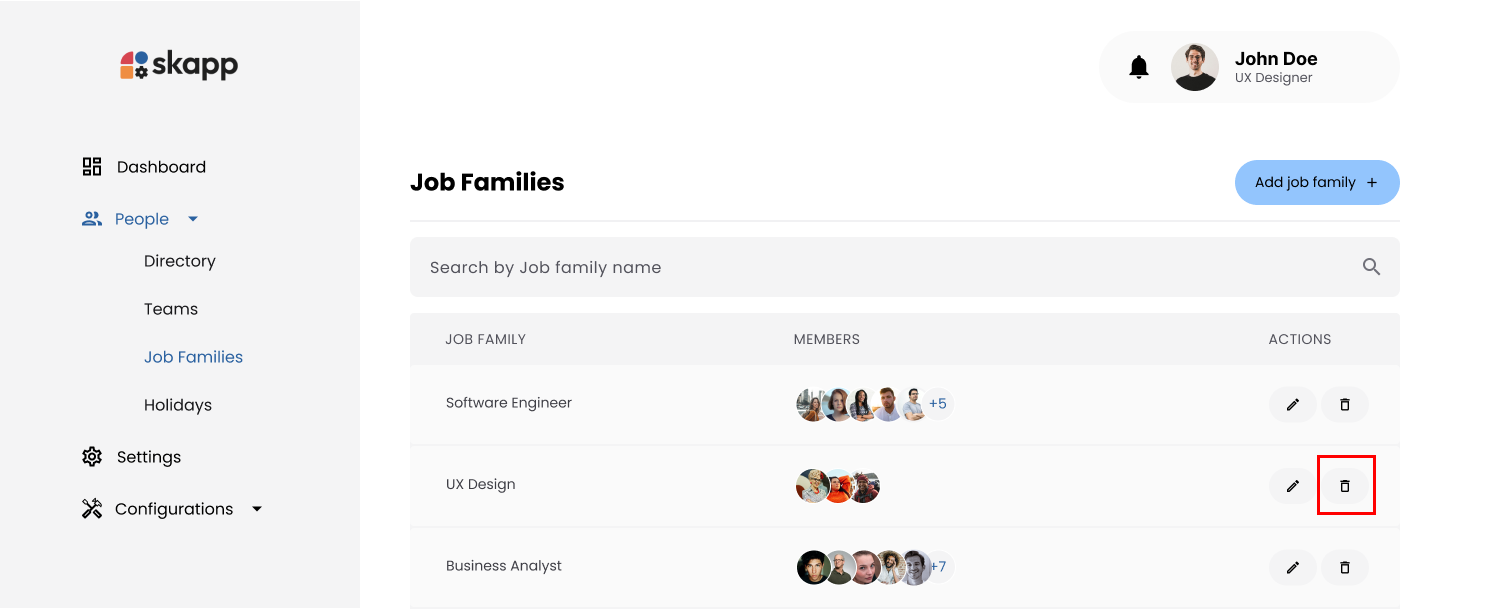 skapp
John Doe
UX Designer
Dashboard
People
Directory
Teams
Job Families
Holidays
Settings
Configurations
Job Families
Add job family +
Search by Job family name
JOB FAMILY MEMBERS ACTIONS
Software Engineer +5
UX Design
Business Analyst +7